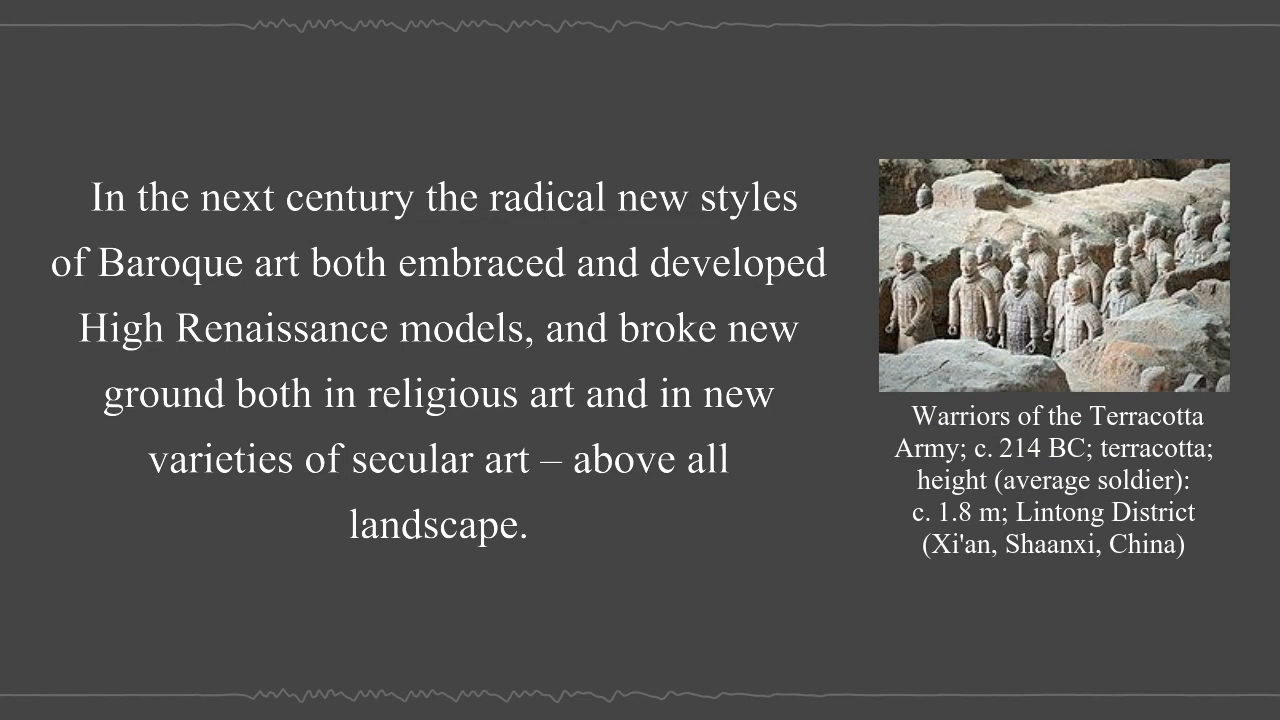 In the next century the radical new styles
of Baroque art both embraced and developed
High Renaissance models, and broke new
ground both in religious art and in new
varieties of secular art – above all
landscape.
Warriors of the Terracotta
Army; c. 214 BC; terracotta;
height (average soldier):
c. 1.8 m; Lintong District
(Xi'an, Shaanxi, China)